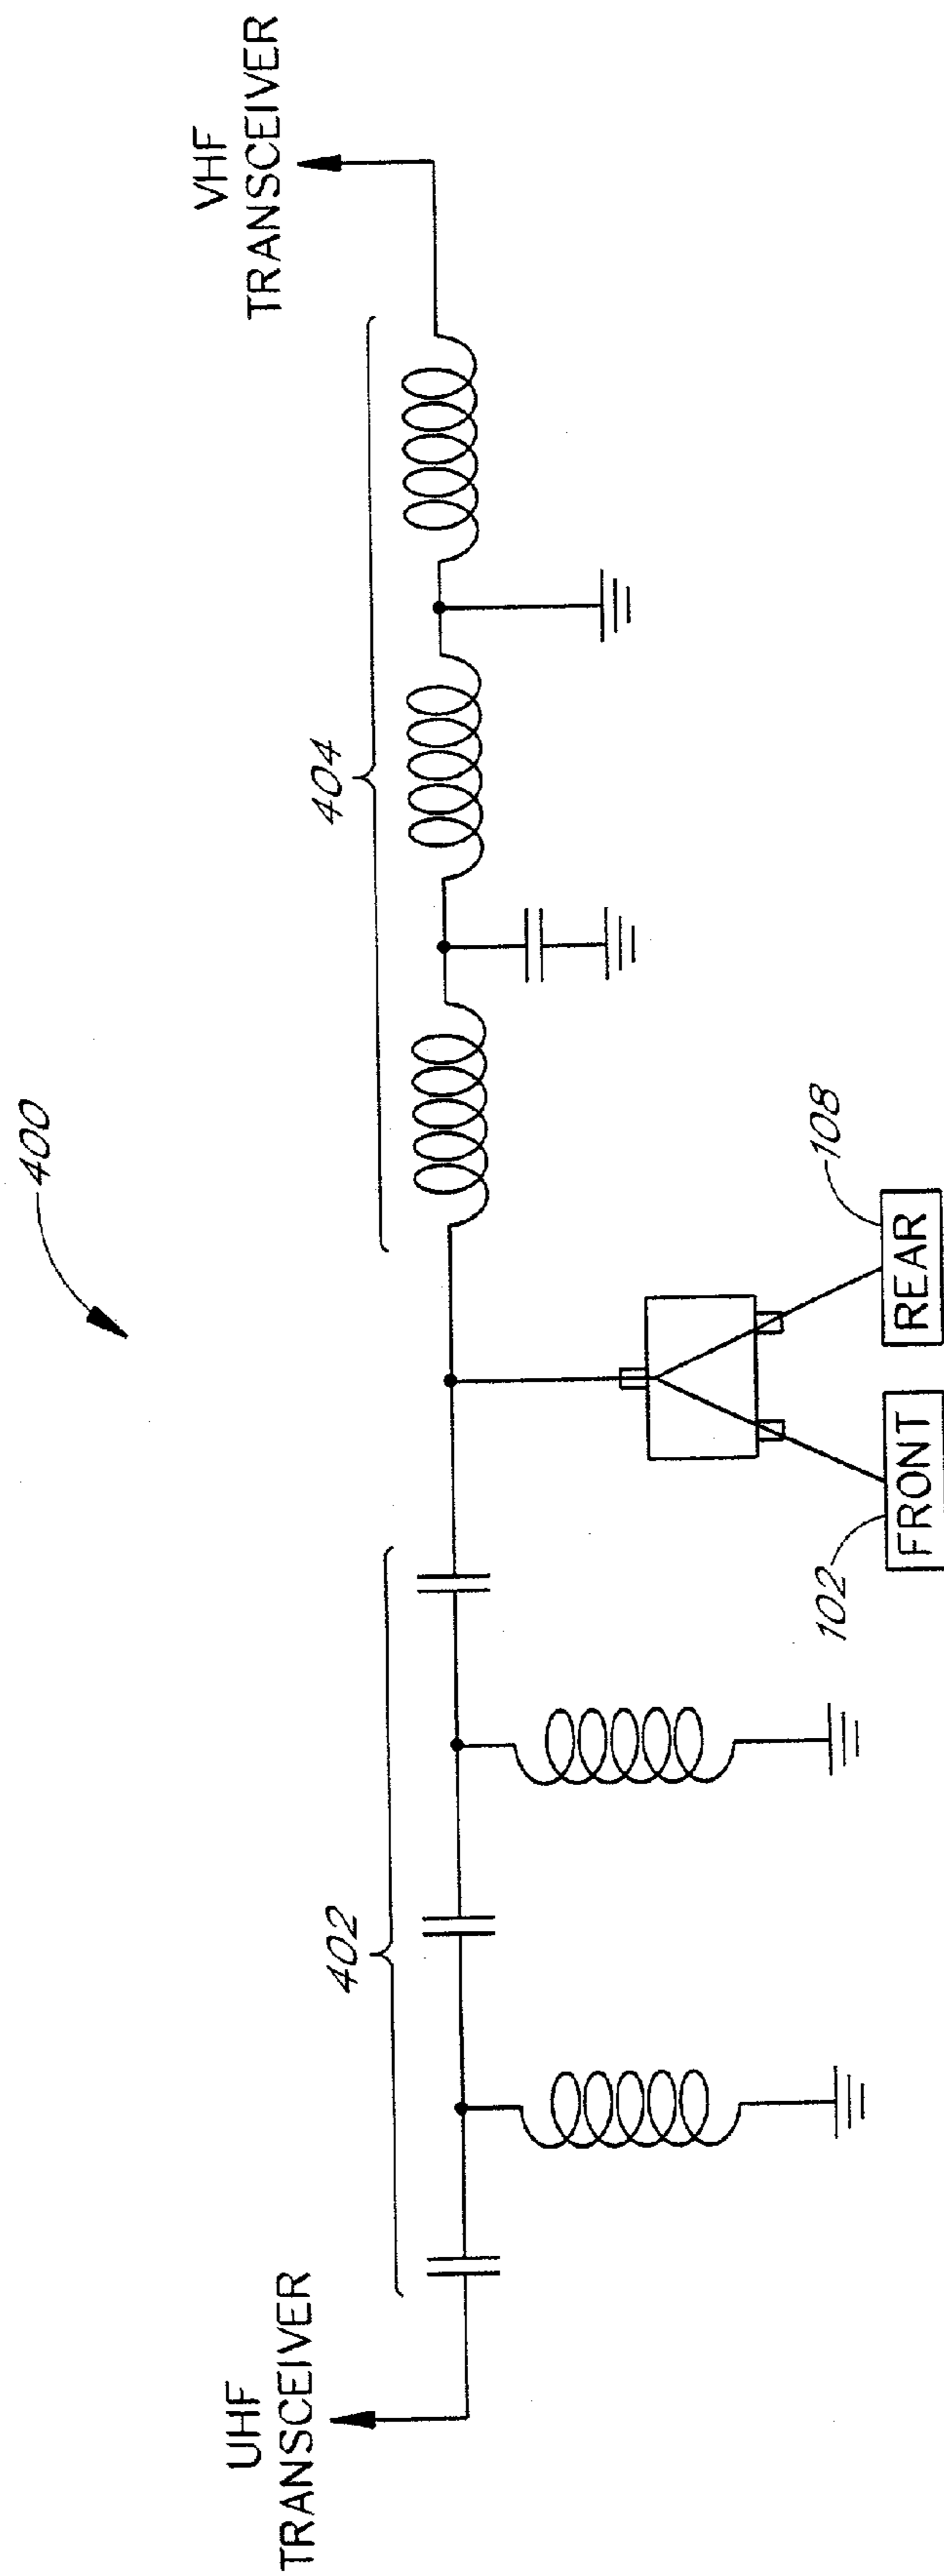 400
UHF
TRANSCEIVER
402
404
VHF
TRANSCEIVER
102
FRONT
108
REAR